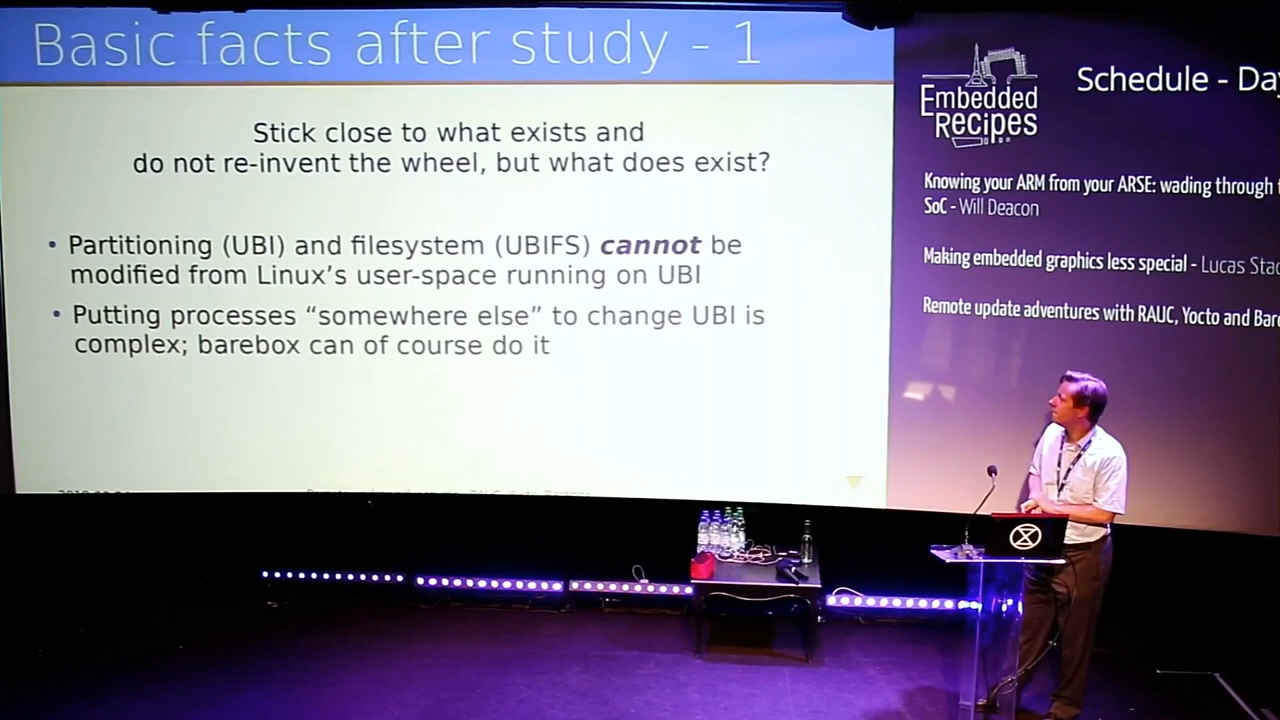 Basic facts after study - 1
Stick close to what exists and
do not re-invent the wheel, but what does exist?
• Partitioning (UBI) and filesystem (UBIFS) cannot be
modified from Linux’s user-space running on UBI
• Putting processes “somewhere else” to change UBI is
complex; barebox can of course do it
Embedded
Recipes
Schedule - Day
Knowing your ARM from your ARSE: wading through
SoC - Will Deacon
Making embedded graphics less special - Lucas Stac
Remote update adventures with RAUC, Yocto and Bar